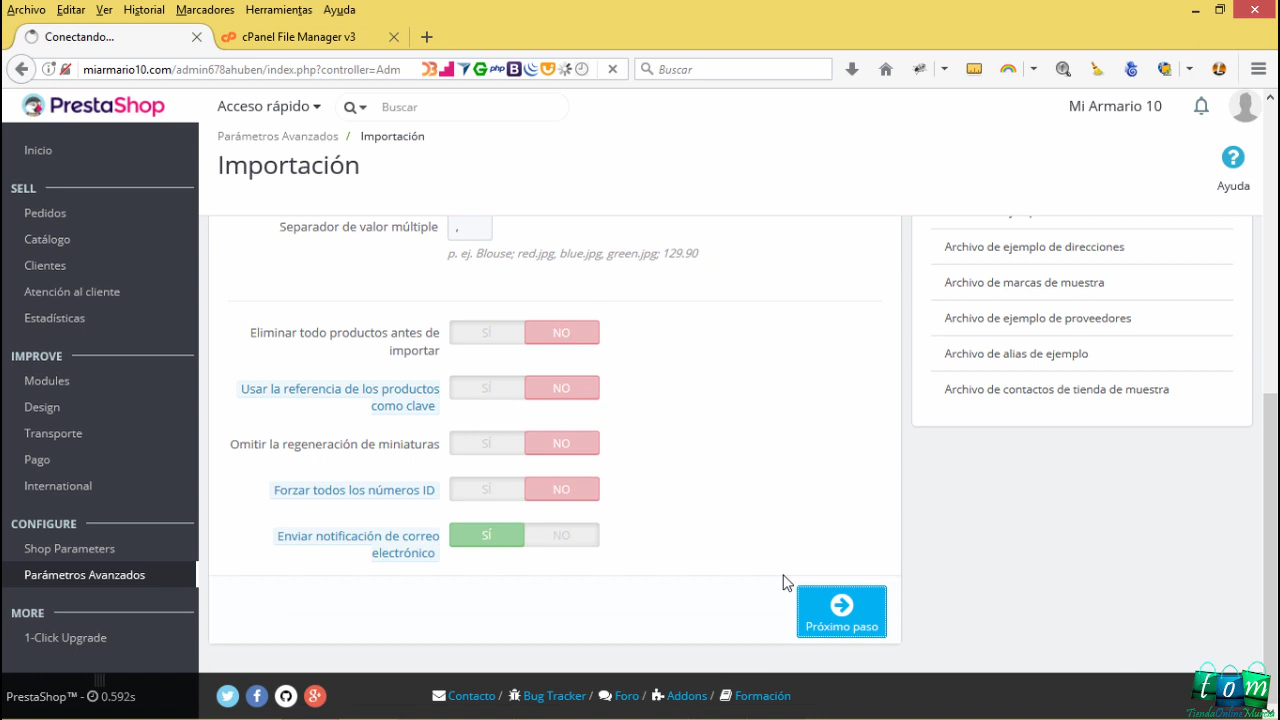 Archivo Editar Ver Historial Marcadores Herramientas Ayuda
Conectando... cPanel File Manager v3
miarmario10.com/admin678ahuben/index.php?controller=Adm php Buscar
PrestaShop Acceso rápido Buscar Mi Armario 10
Parámetros Avanzados / Importación
Importación
Ayuda
Inicio
SELL
Pedidos
Catálogo
Clientes
Atención al cliente
Estadísticas
IMPROVE
Modules
Design
Transporte
Pago
International
CONFIGURE
Shop Parameters
Parámetros Avanzados
MORE
1-Click Upgrade
PrestaShop™ - 0.592s
Separador de valor múltiple ,
p. ej. Blouse; red.jpg, blue.jpg, green.jpg; 129.90
Eliminar todo productos antes de
importar
SÍ NO
Usar la referencia de los productos
como clave
SÍ NO
Omitir la regeneración de miniaturas SÍ NO
Forzar todos los números ID SÍ NO
Enviar notificación de correo
electrónico
SÍ NO
Próximo paso
Archivo de ejemplo de direcciones
Archivo de marcas de muestra
Archivo de ejemplo de proveedores
Archivo de alias de ejemplo
Archivo de contactos de tienda de muestra
Contacto / Bug Tracker / Foro / Addons / Formación
tom
TiendaOnlineMurcia